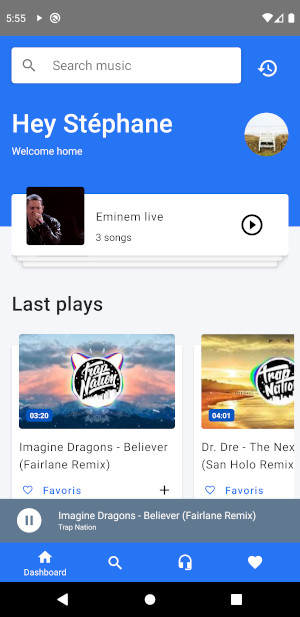 5:55
Search music
Hey Stéphane
Welcome home
Eminem live
3 songs
Last plays
Trap
Nation
03:20
Trap
Nation
04:01
Imagine Dragons - Believer
(Fairlane Remix)
Dr. Dre - The Nex
(San Holo Remix
Favoris
Favoris
Imagine Dragons - Believer (Fairlane Remix)
Trap Nation
Dashboard